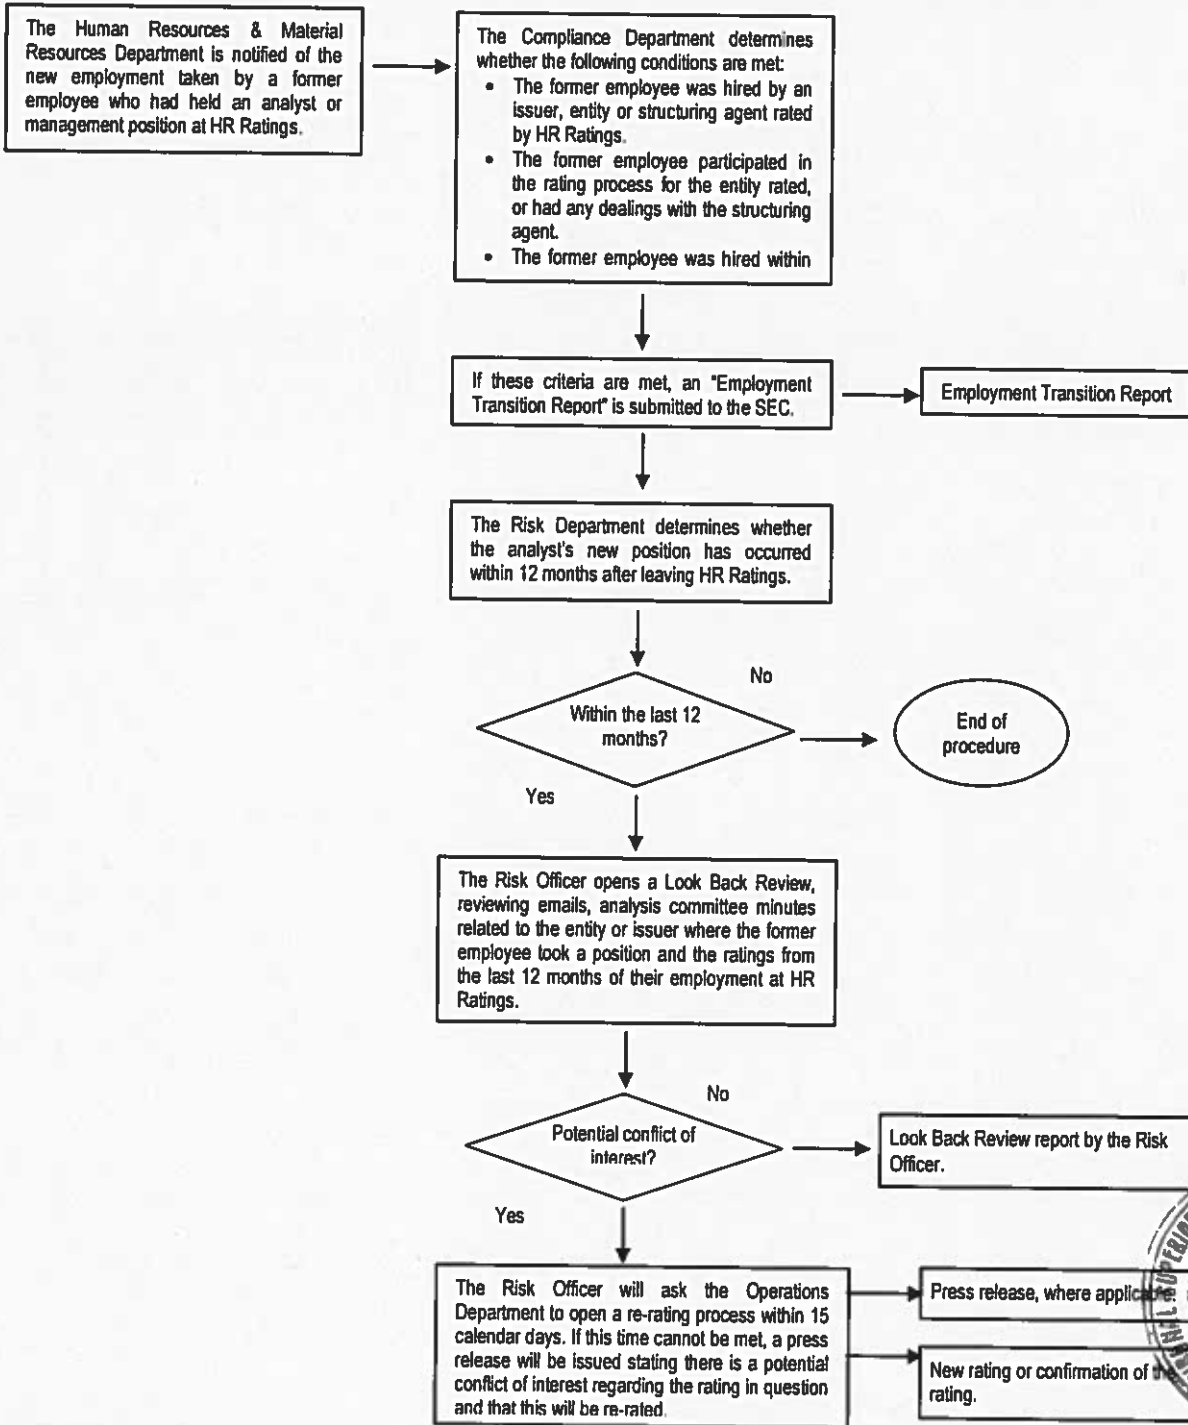 The Human Resources & Material
Resources Department is notified of the
new employment taken by a former
employee who had held an analyst or
management position at HR Ratings.
The Compliance Department determines
whether the following conditions are met:
• The former employee was hired by an
issuer, entity or structuring agent rated
by HR Ratings.
• The former employee participated in
the rating process for the entity rated,
or had any dealings with the structuring
agent.
• The former employee was hired within
If these criteria are met, an "Employment
Transition Report" is submitted to the SEC.
Employment Transition Report
The Risk Department determines whether
the analyst's new position has occurred
within 12 months after leaving HR Ratings.
Within the last 12
months?
No
End of
procedure
Yes
The Risk Officer opens a Look Back Review,
reviewing emails, analysis committee minutes
related to the entity or issuer where the former
employee took a position and the ratings from
the last 12 months of their employment at HR
Ratings.
Potential conflict of
interest?
No
Look Back Review report by the Risk
Officer.
Yes
The Risk Officer will ask the Operations
Department to open a re-rating process within 15
calendar days. If this time cannot be met, a press
release will be issued stating there is a potential
conflict of interest regarding the rating in question
and that this will be re-rated.
Press release, where applicable
New rating or confirmation of the
rating.